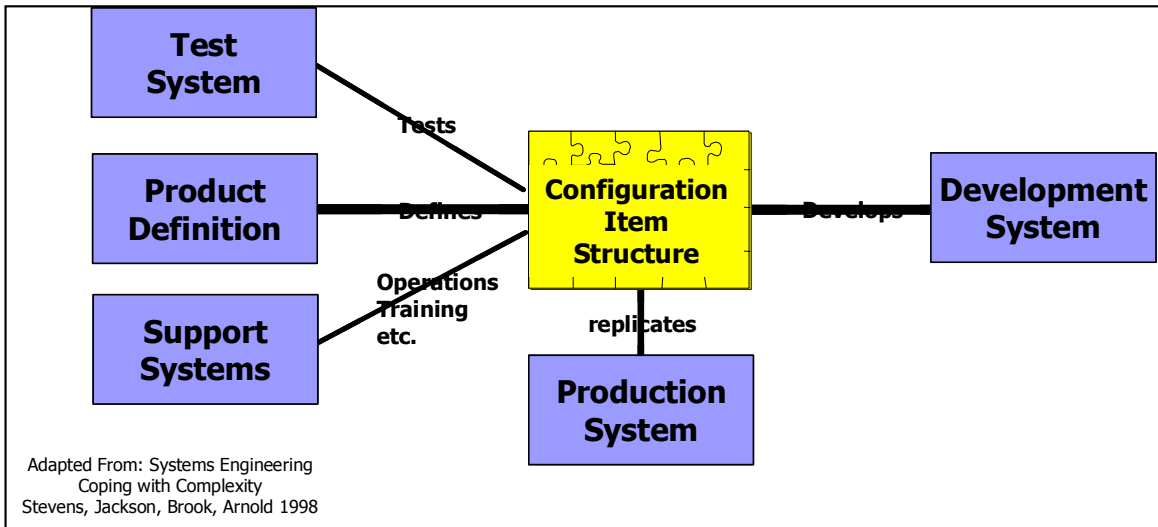 Test
System
Tests
Product
Definition
Defines
Configuration
Item
Structure
Develops
Development
System
Operations
Training
etc.
Support
Systems
replicates
Production
System
Adapted From: Systems Engineering
Coping with Complexity
Stevens, Jackson, Brook, Arnold 1998